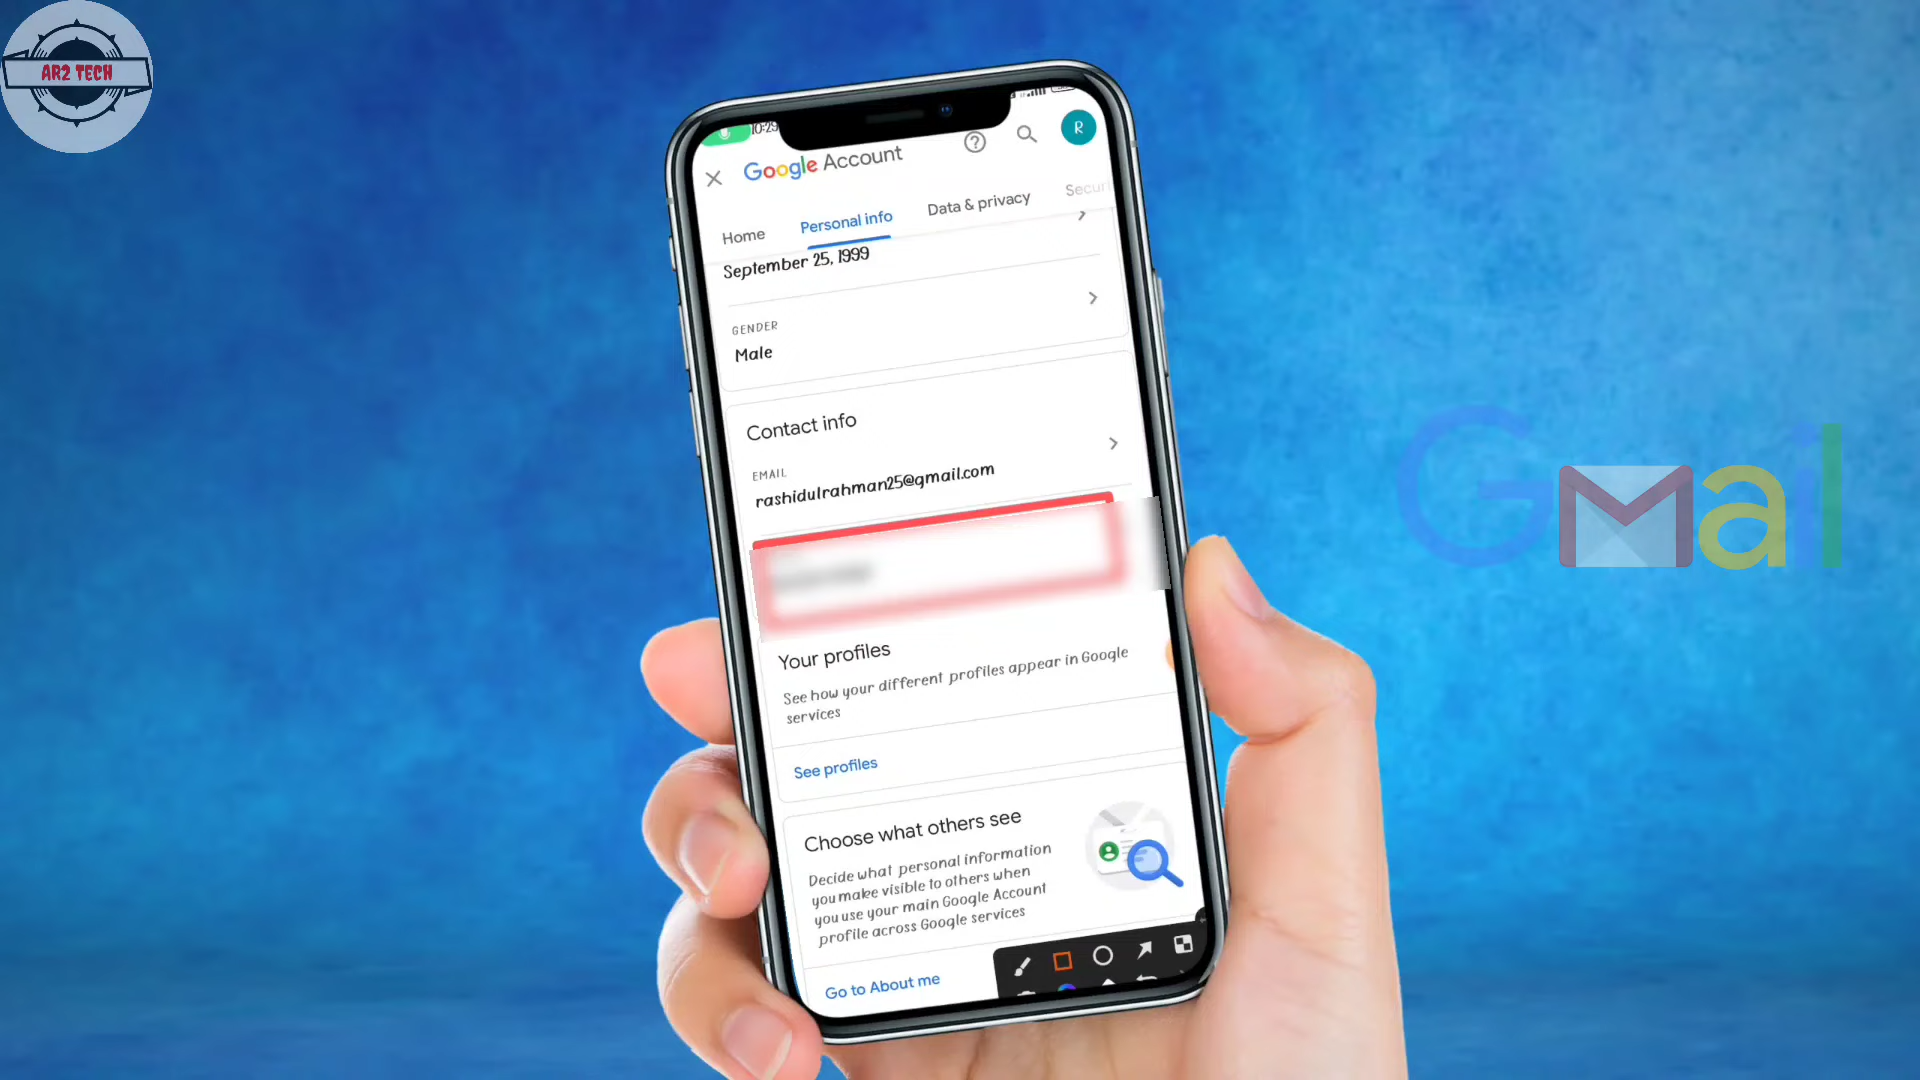 AR2 TECH
10:29
Google Account
R
Home
Personal info
Data & privacy
Secur
September 25, 1999
GENDER
Male
Contact info
EMAIL
rashidulrahman25@gmail.com
Your profiles
See how your different profiles appear in Google
services
See profiles
Choose what others see
Decide what personal information
you make visible to others when
you use your main Google Account
profile across Google services
Go to About me
Gmail